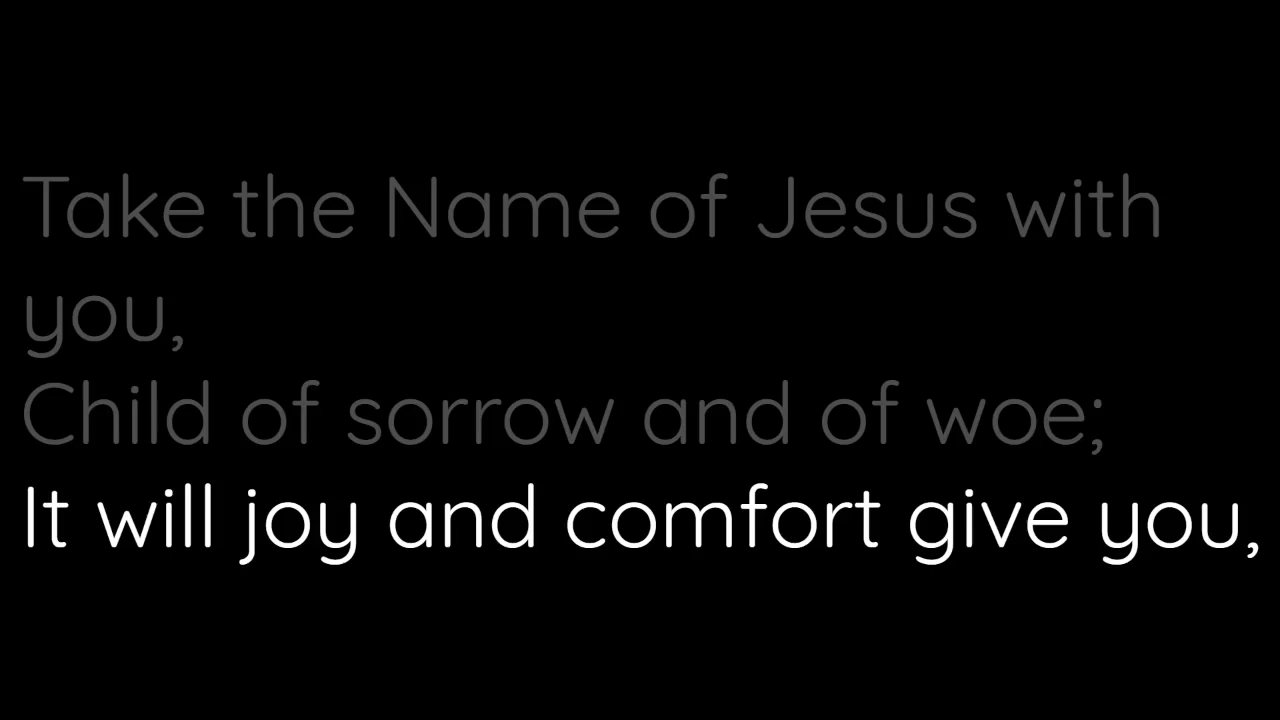 Take the Name of Jesus with
you,
Child of sorrow and of woe;
It will joy and comfort give you,